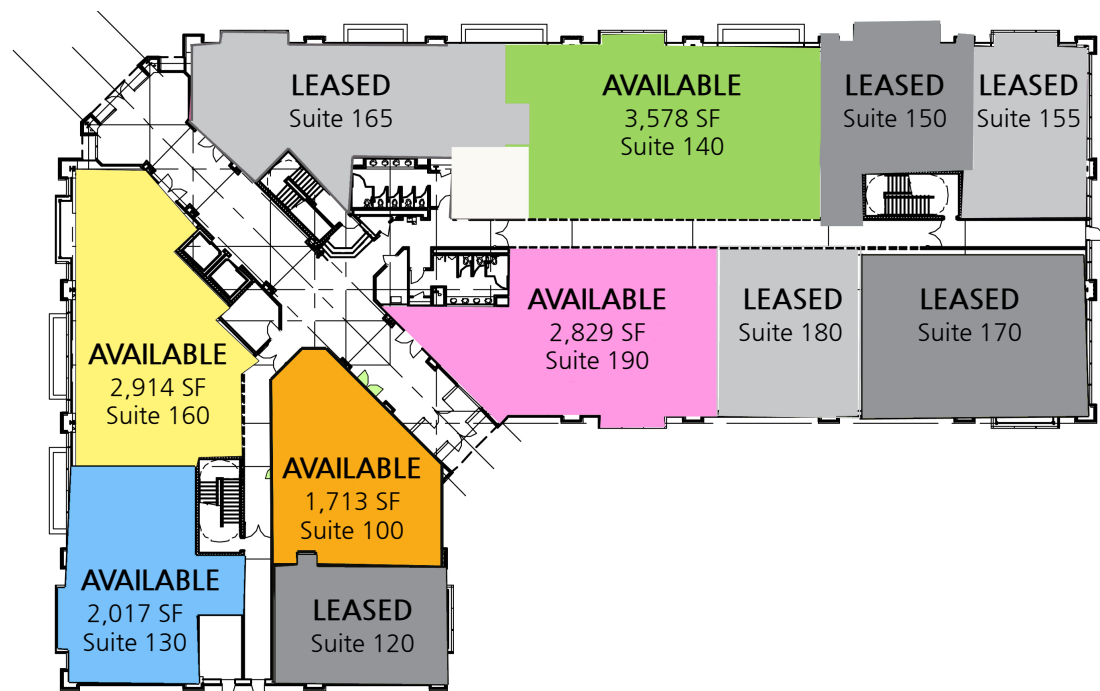 LEASED
Suite 165
AVAILABLE
3,578 SF
Suite 140
LEASED
Suite 150
LEASED
Suite 155
AVAILABLE
2,829 SF
Suite 190
LEASED
Suite 180
LEASED
Suite 170
AVAILABLE
2,914 SF
Suite 160
AVAILABLE
1,713 SF
Suite 100
AVAILABLE
2,017 SF
Suite 130
LEASED
Suite 120